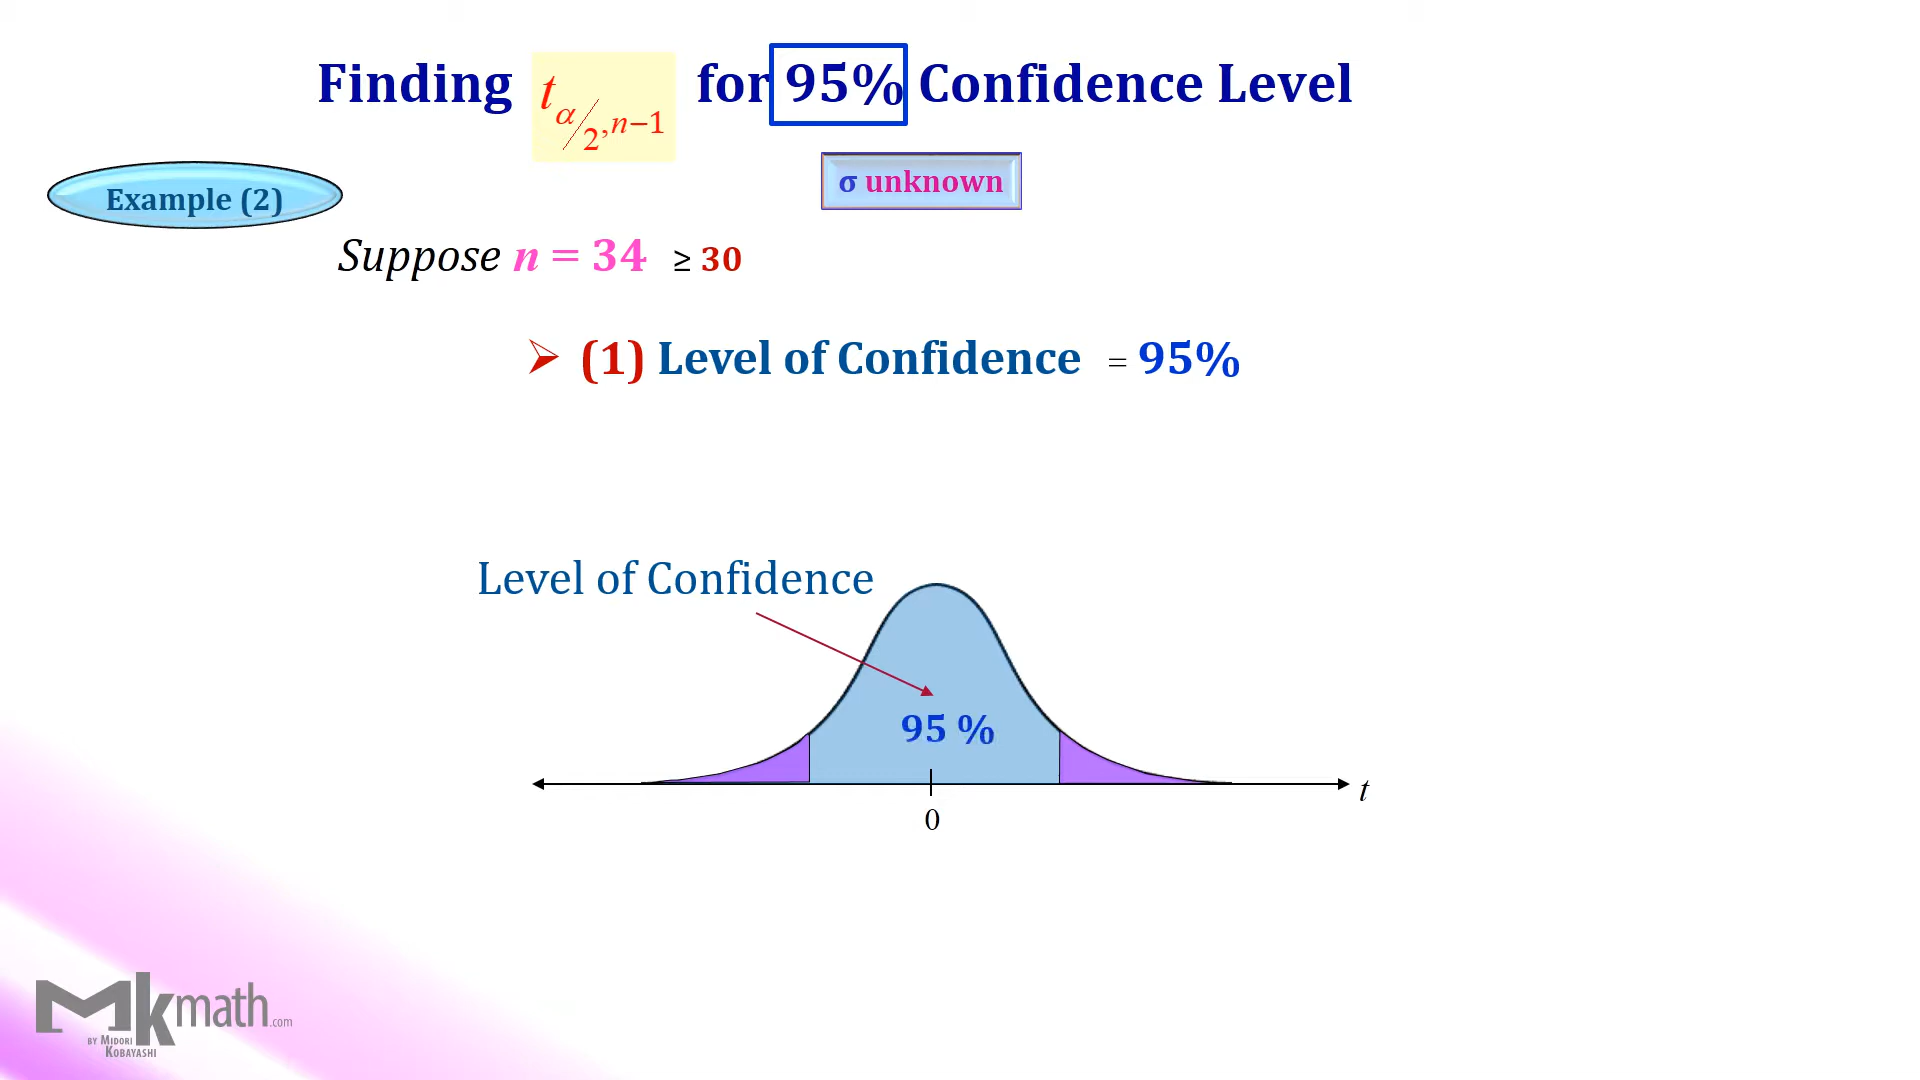 Finding t α/2, n−1 for 95% Confidence Level
σ unknown
Example (2)
Suppose n = 34 ≥ 30
➢ (1) Level of Confidence = 95%
Level of Confidence
95 %
t
0
Mkmath.com
BY MIDORI
KOBAYASHI